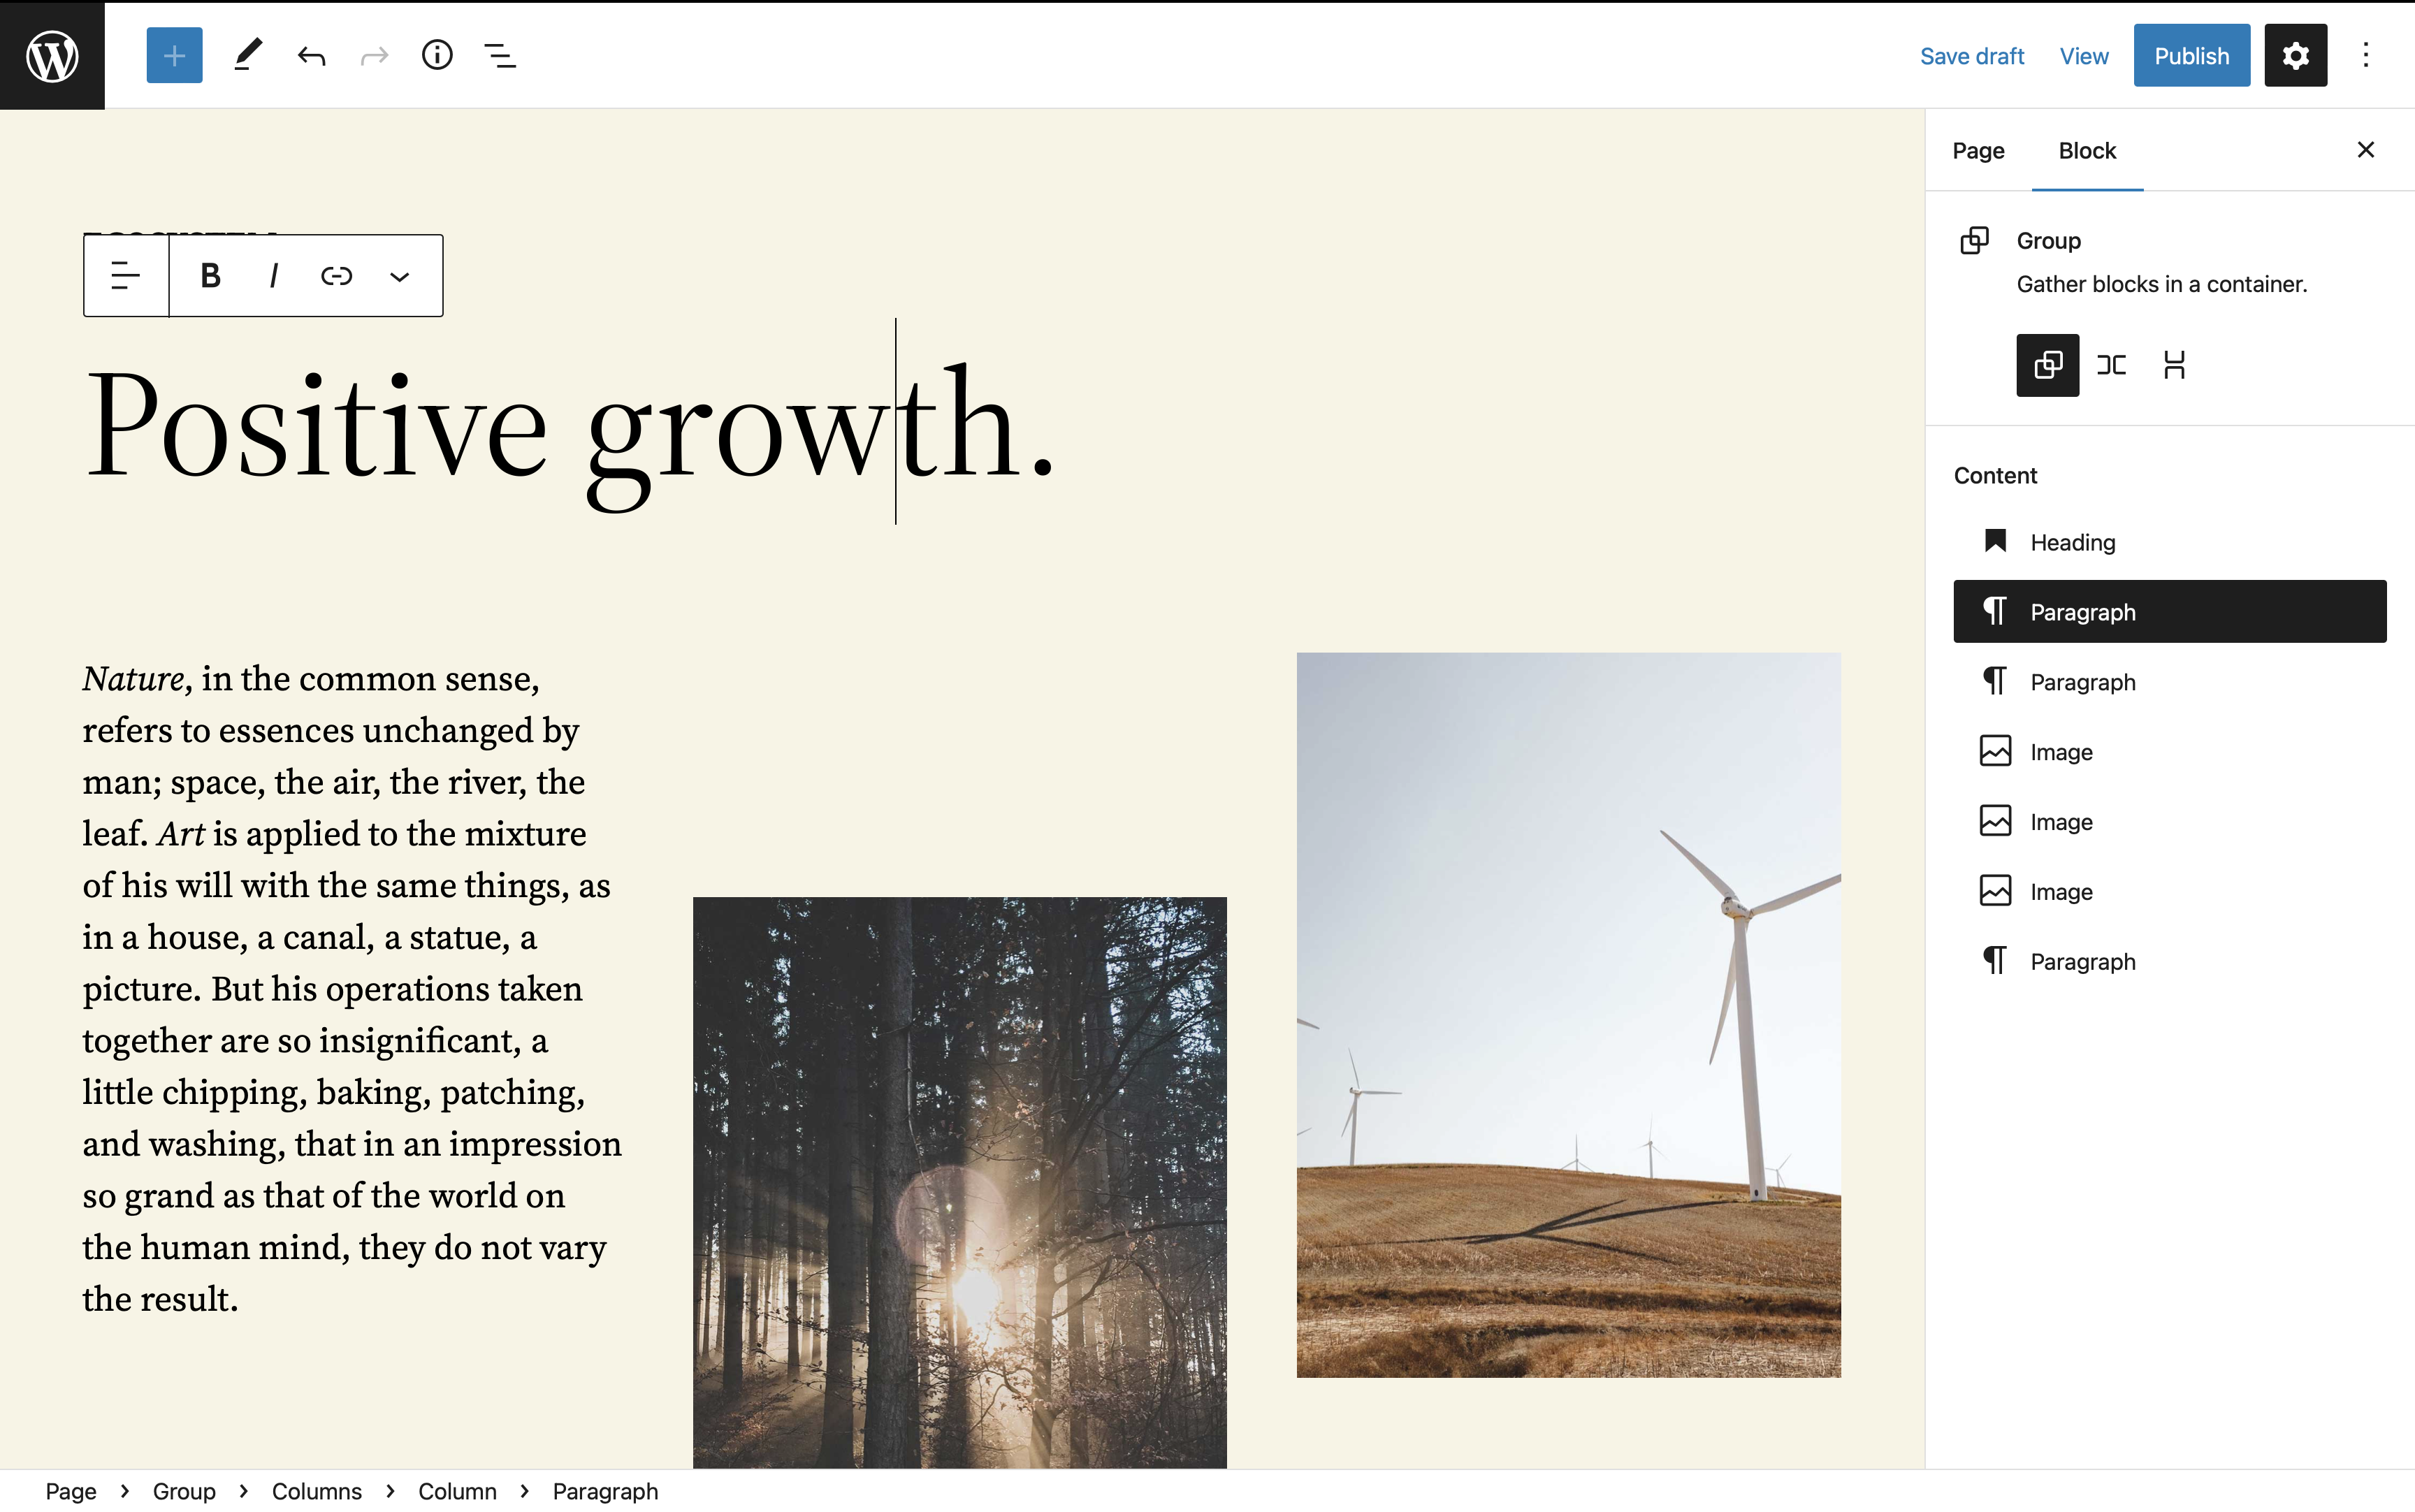 Save draft View Publish
Page Block
Group
Gather blocks in a container.
B I
Positive growth.
Content
Heading
Paragraph
Paragraph
Image
Image
Image
Paragraph
Nature, in the common sense,
refers to essences unchanged by
man; space, the air, the river, the
leaf. Art is applied to the mixture
of his will with the same things, as
in a house, a canal, a statue, a
picture. But his operations taken
together are so insignificant, a
little chipping, baking, patching,
and washing, that in an impression
so grand as that of the world on
the human mind, they do not vary
the result.
Page > Group > Columns > Column > Paragraph